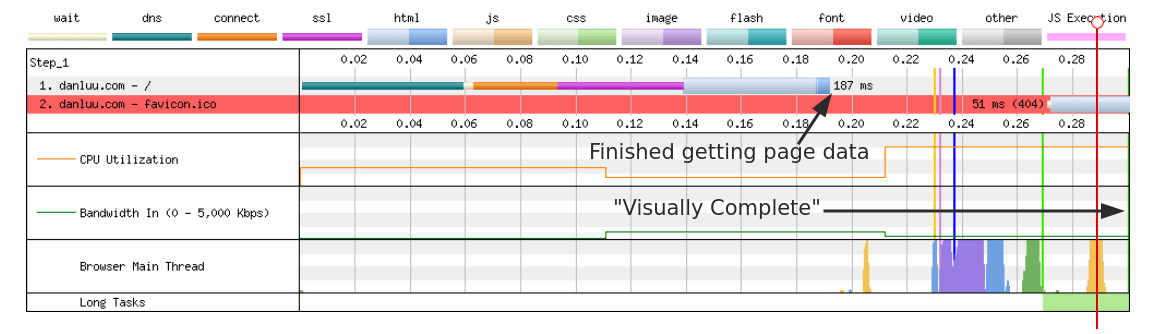 wait dns connect ssl html js css image flash font video other JS Execution
Step_1 0.02 0.04 0.06 0.08 0.10 0.12 0.14 0.16 0.18 0.20 0.22 0.24 0.26 0.28
1. danluu.com - / 187 ms
2. danluu.com - favicon.ico 51 ms (404)
0.02 0.04 0.06 0.08 0.10 0.12 0.14 0.16 0.18 0.20 0.22 0.24 0.26 0.28
Finished getting page data
CPU Utilization
"Visually Complete"
Bandwidth In (0 - 5,000 Kbps)
Browser Main Thread
Long Tasks